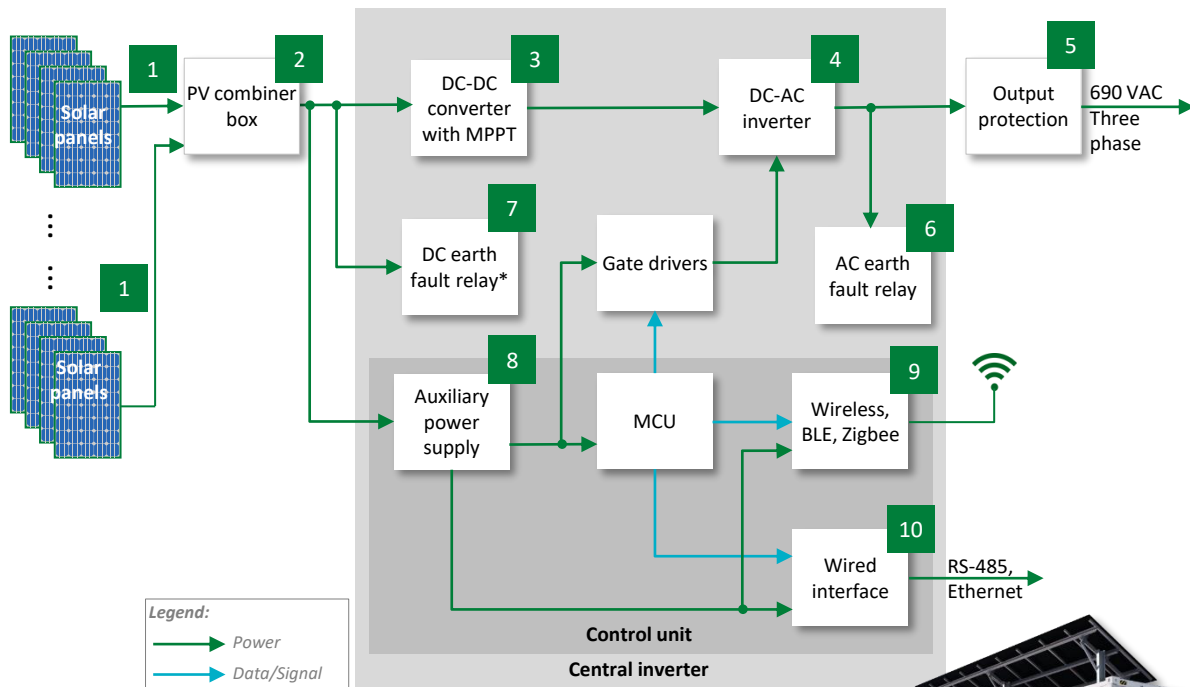 1
Solar
panels
2
PV combiner
box
3
DC-DC
converter
with MPPT
4
DC-AC
inverter
5
Output
protection
690 VAC
Three
phase
7
DC earth
fault relay*
Gate drivers
6
AC earth
fault relay
1
Solar
panels
8
Auxiliary
power
supply
MCU
9
Wireless,
BLE, Zigbee
10
Wired
interface
RS-485,
Ethernet
Control unit
Central inverter
Legend:
Power
Data/Signal